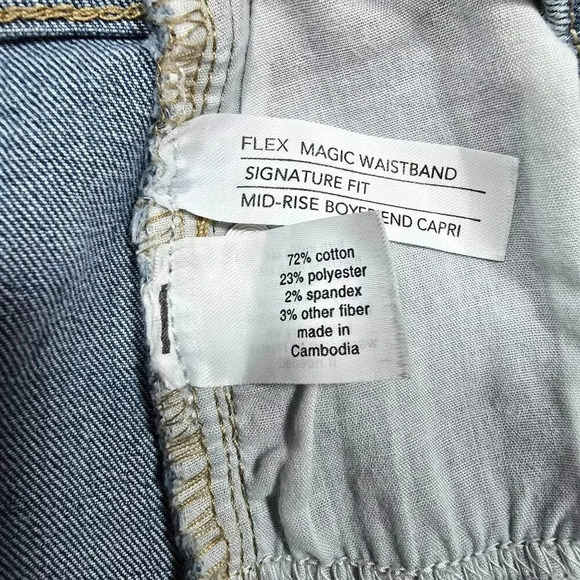 FLEX MAGIC WAISTBAND
SIGNATURE FIT
MID-RISE BOYFRIEND CAPRI
72% cotton
23% polyester
2% spandex
3% other fiber
made in
Cambodia